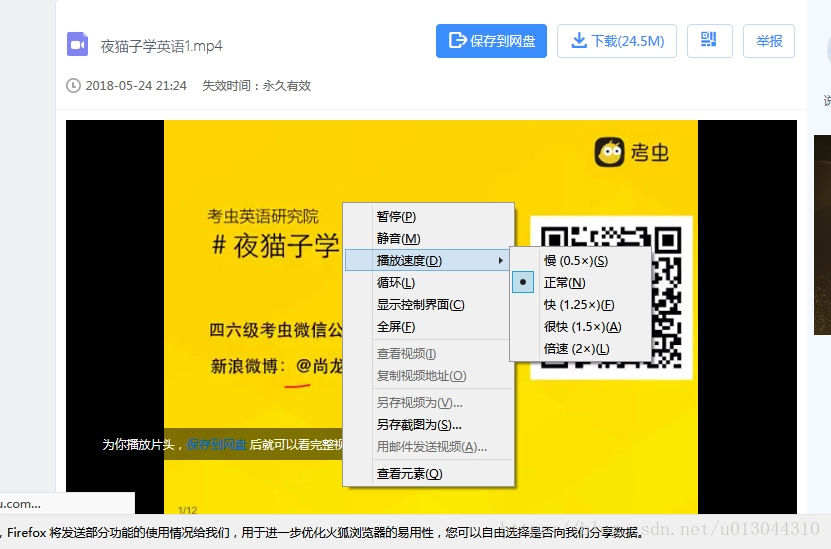 夜猫子学英语1.mp4
保存到网盘
下载(24.5M)
举报
2018-05-24 21:24 失效时间：永久有效
考虫
考虫英语研究院
#夜猫子学
四六级考虫微信公
新浪微博：@尚龙
暂停(P)
静音(M)
播放速度(D)
循环(L)
显示控制界面(C)
全屏(F)
查看视频(I)
复制视频地址(O)
另存视频为(V)...
另存截图为(S)...
用邮件发送视频(A)...
查看元素(Q)
慢 (0.5×)(S)
正常(N)
快 (1.25×)(F)
很快 (1.5×)(A)
倍速 (2×)(L)
为你播放片头，保存到网盘 后就可以看完整视
1/12
u.com...
，Firefox 将发送部分功能的使用情况给我们，用于进一步优化火狐浏览器的易用性，您可以自由选择是否向我们分享数据。